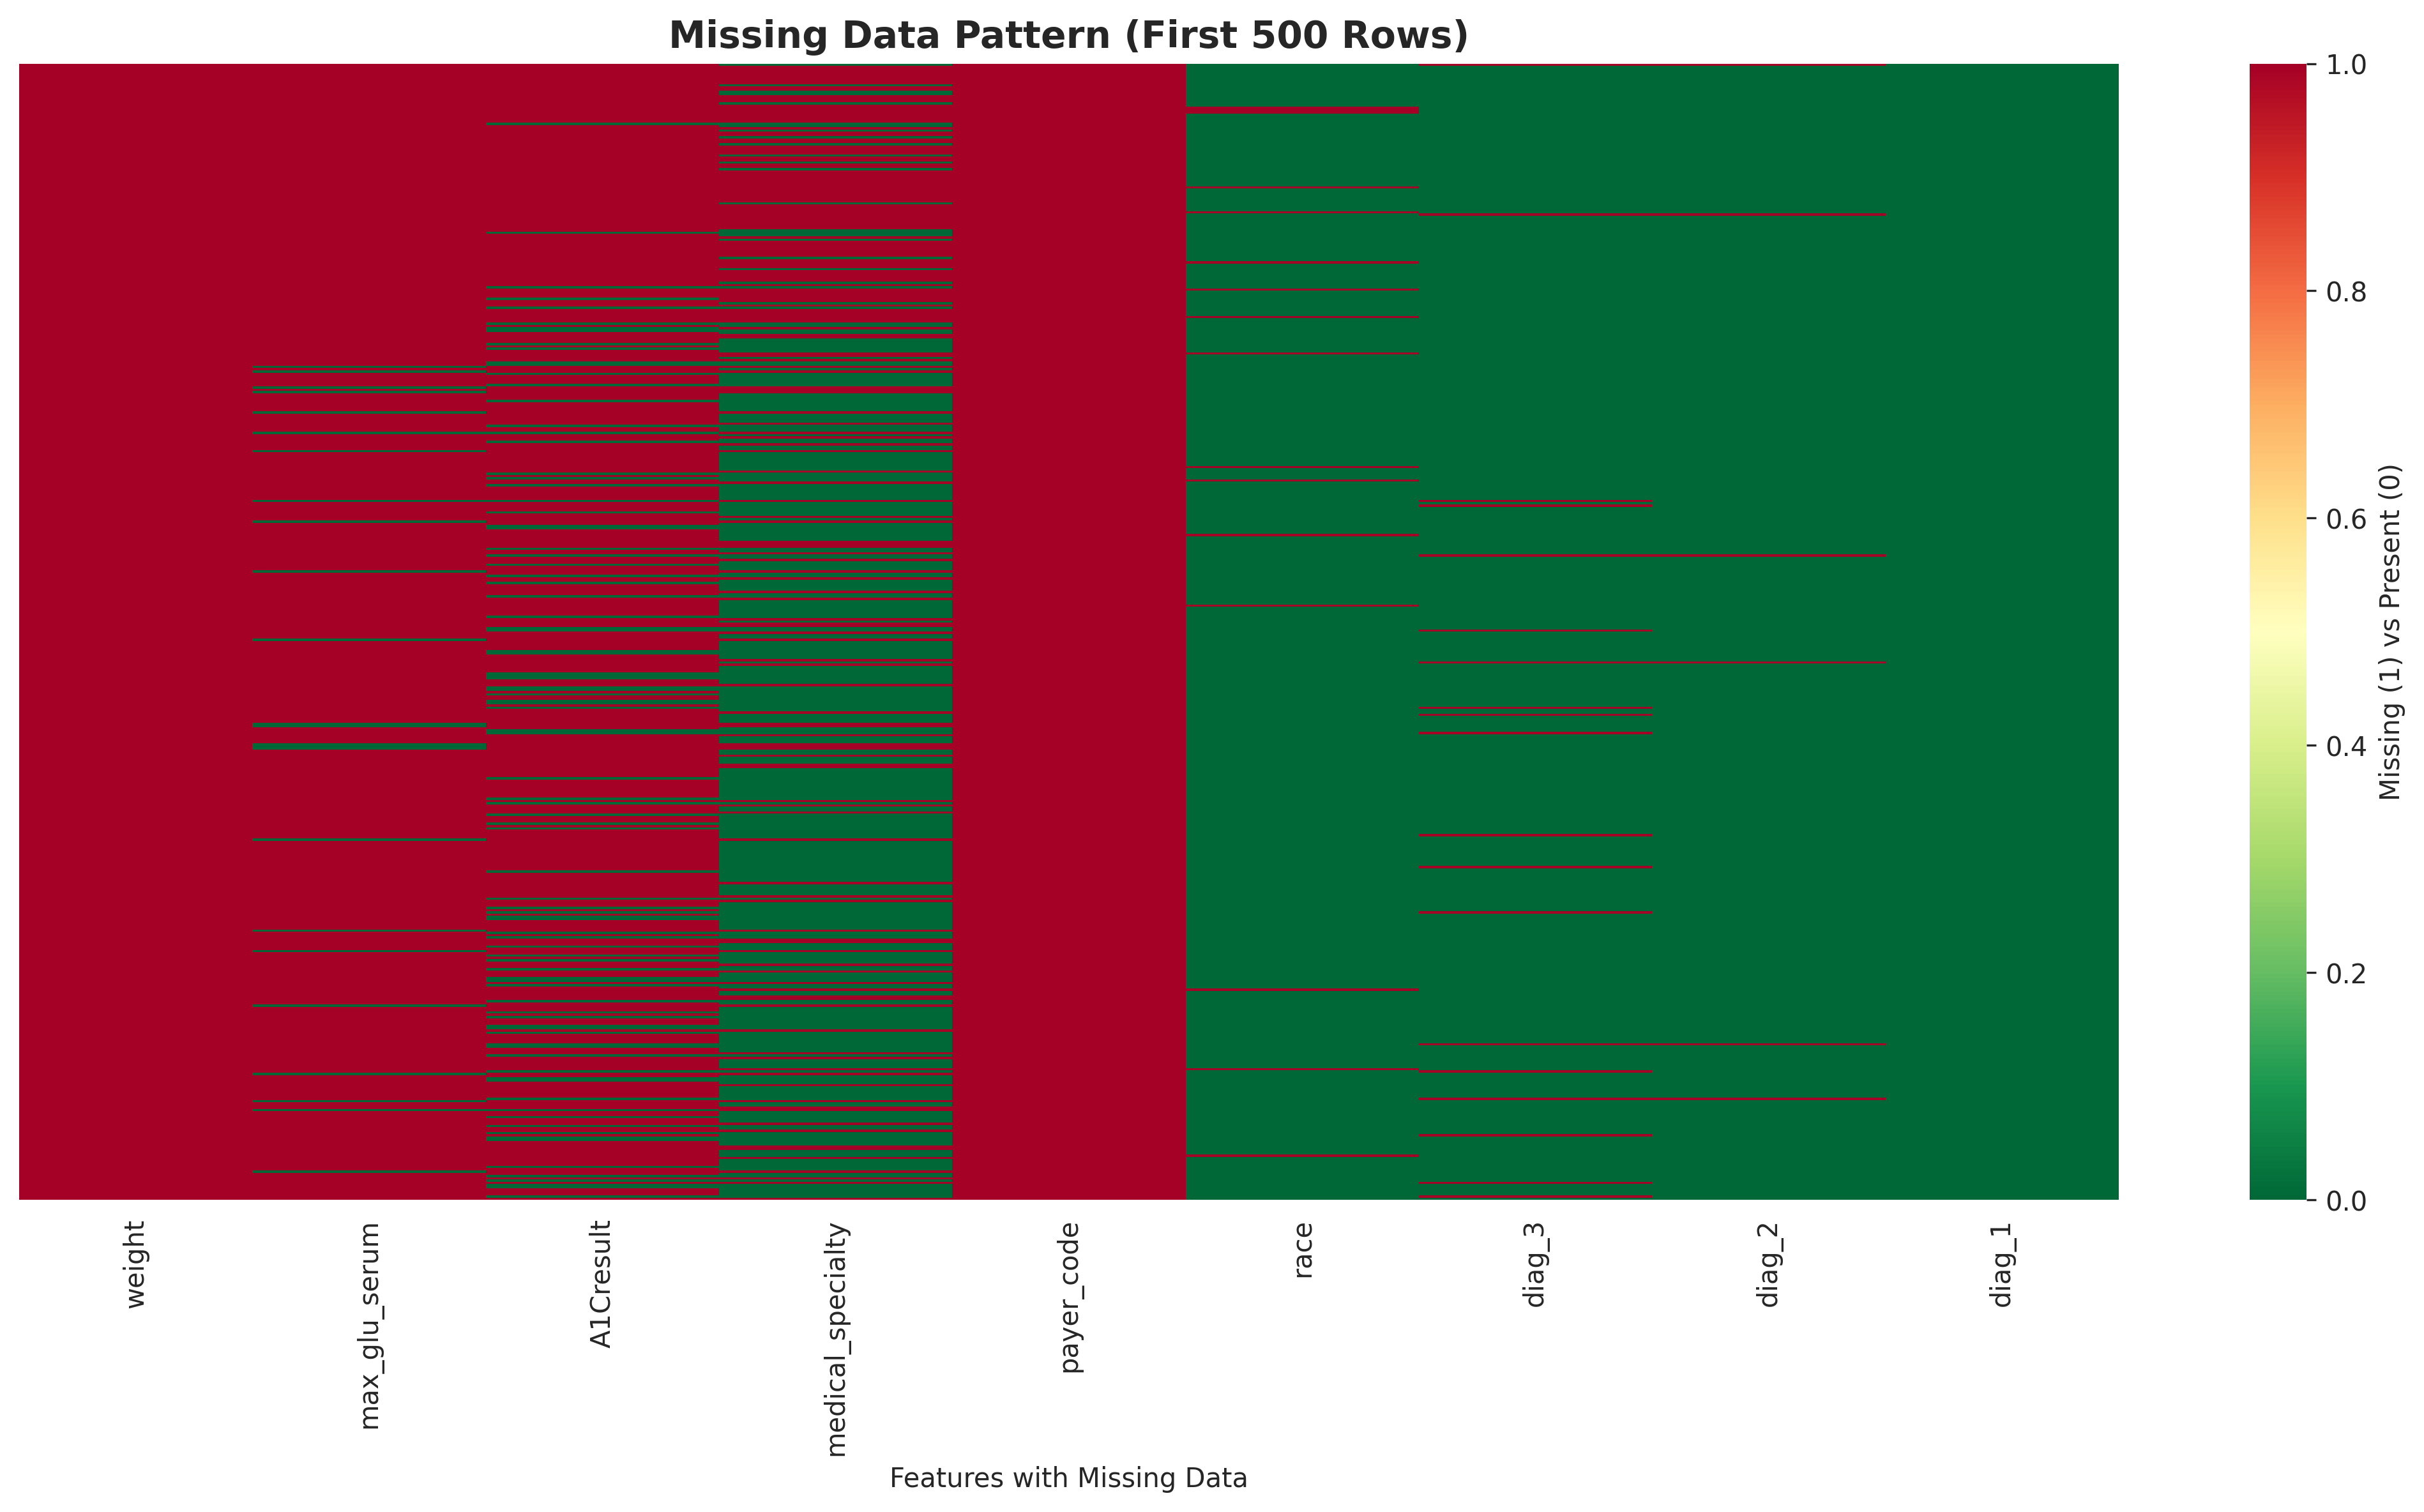 Missing Data Pattern (First 500 Rows)
1.0
0.8
0.6
0.4
0.2
0.0
Missing (1) vs Present (0)
weight
max_glu_serum
A1Cresult
medical_specialty
payer_code
race
diag_3
diag_2
diag_1
Features with Missing Data